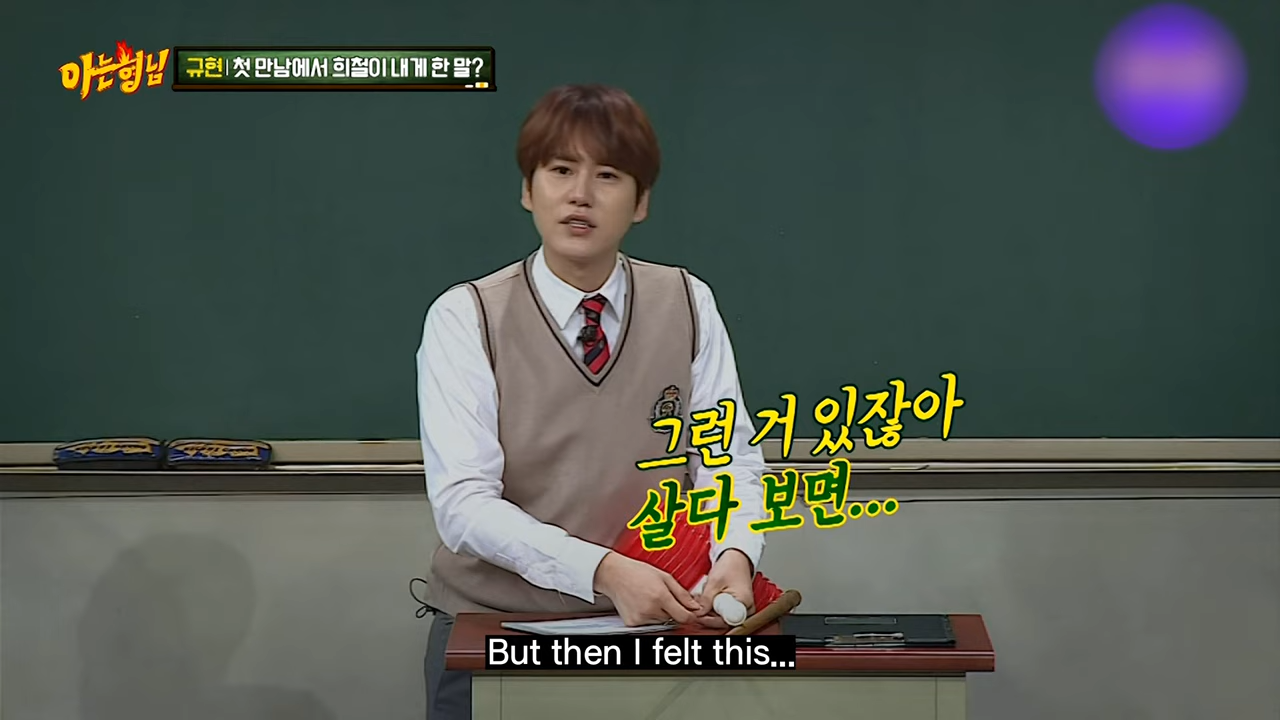 아는형님
규현 | 첫 만남에서 희철이 내게 한 말?
그런 거 있잖아
살다 보면...
But then I felt this...